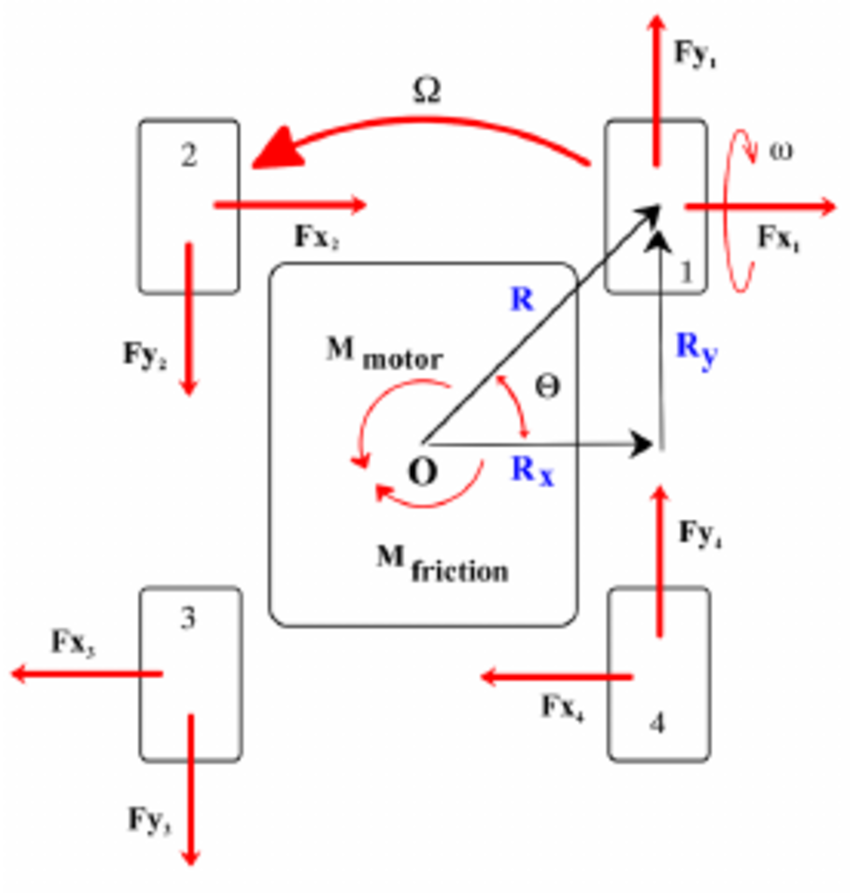 Fy₁
Ω
2
ω
Fx₂
Fx₁
1
R
Fy₂
M motor
Θ
Ry
O
Rx
Fy₄
M friction
3
Fx₃
Fx₄
4
Fy₃